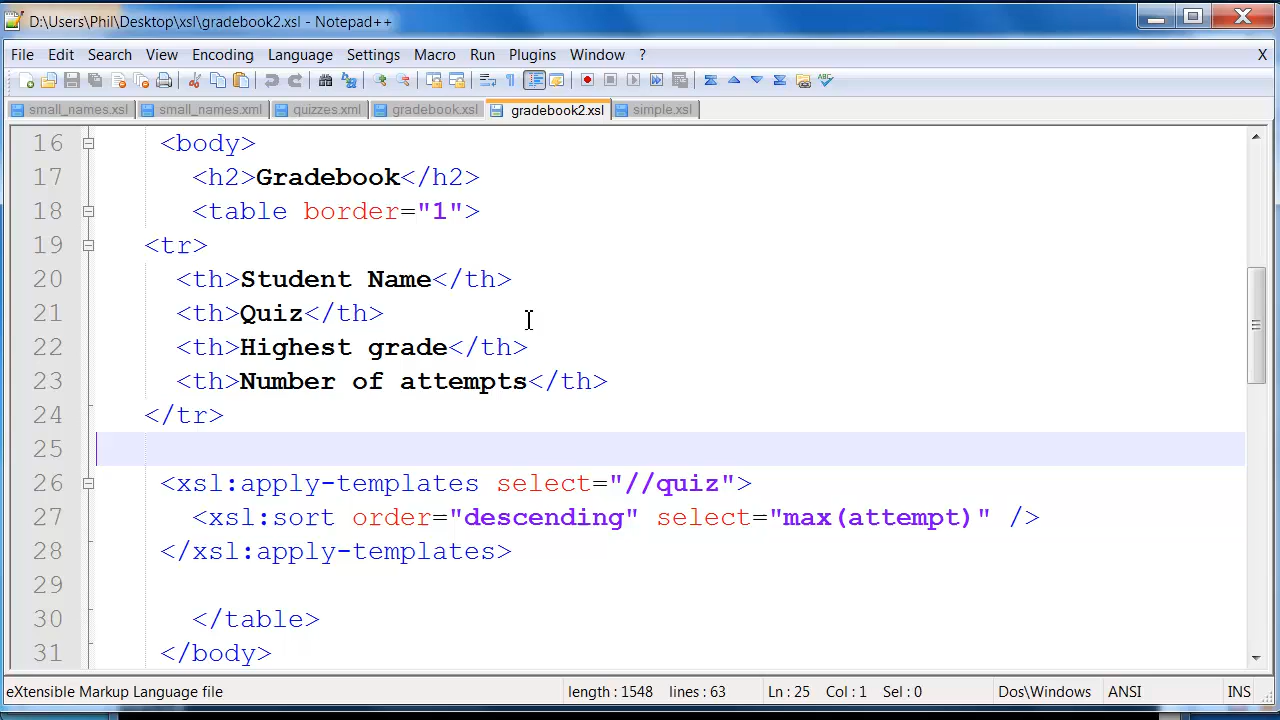 D:\Users\Phil\Desktop\xsl\gradebook2.xsl - Notepad++
File Edit Search View Encoding Language Settings Macro Run Plugins Window ? X
small_names.xsl small_names.xml quizzes.xml gradebook.xsl gradebook2.xsl simple.xsl
16 <body>
17 <h2>Gradebook</h2>
18 <table border="1">
19 <tr>
20 <th>Student Name</th>
21 <th>Quiz</th>
22 <th>Highest grade</th>
23 <th>Number of attempts</th>
24 </tr>
25
26 <xsl:apply-templates select="//quiz">
27 <xsl:sort order="descending" select="max(attempt)" />
28 </xsl:apply-templates>
29
30 </table>
31 </body>
eXtensible Markup Language file length : 1548 lines : 63 Ln : 25 Col : 1 Sel : 0 Dos\Windows ANSI INS